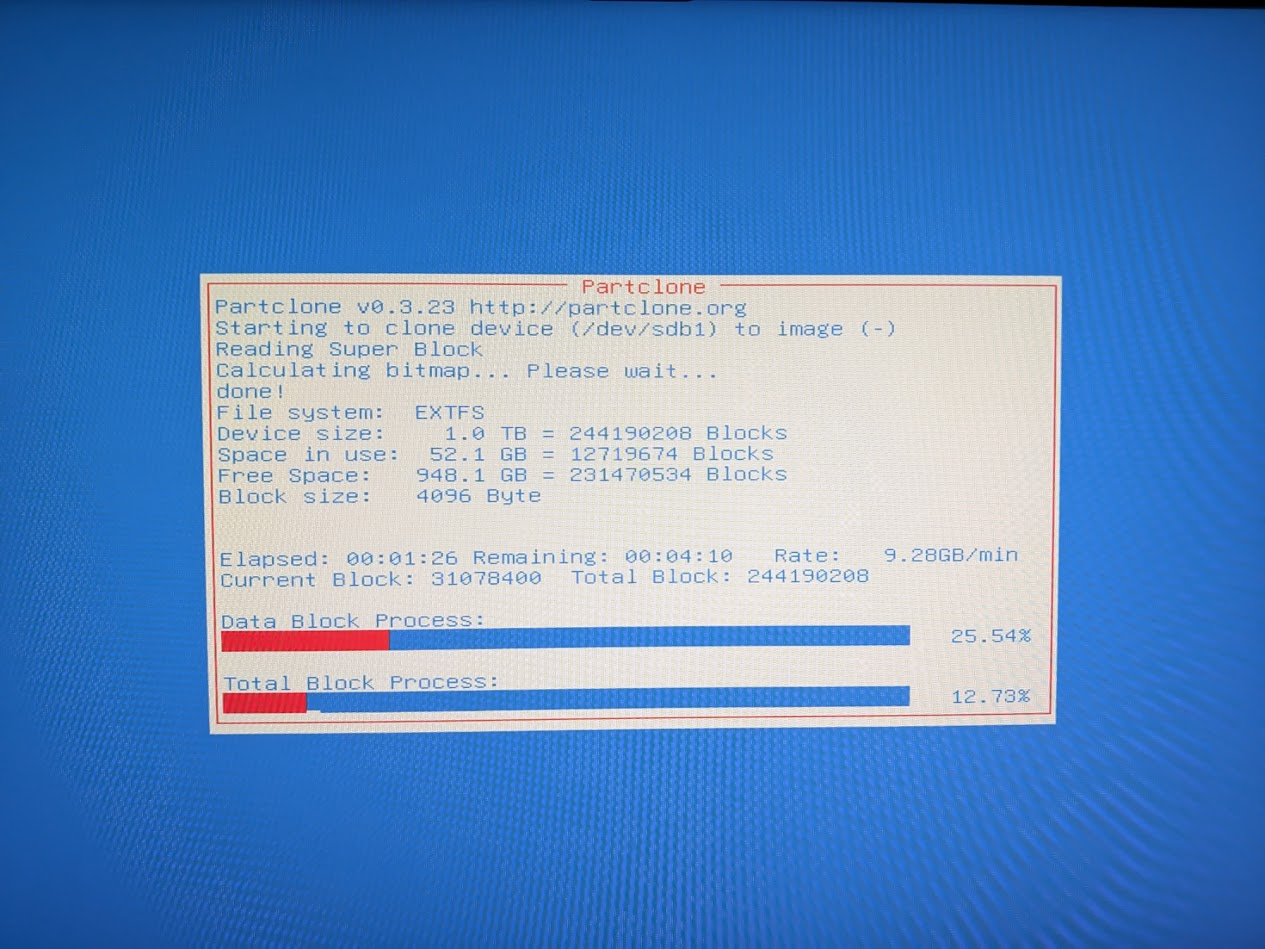 Partclone
Partclone v0.3.23 http://partclone.org
Starting to clone device (/dev/sdb1) to image (-)
Reading Super Block
Calculating bitmap... Please wait...
done!
File system: EXTFS
Device size: 1.0 TB = 244190208 Blocks
Space in use: 52.1 GB = 12719674 Blocks
Free Space: 948.1 GB = 231470534 Blocks
Block size: 4096 Byte
Elapsed: 00:01:26 Remaining: 00:04:10 Rate: 9.28GB/min
Current Block: 31078400 Total Block: 244190208
Data Block Process:
25.54%
Total Block Process:
12.73%